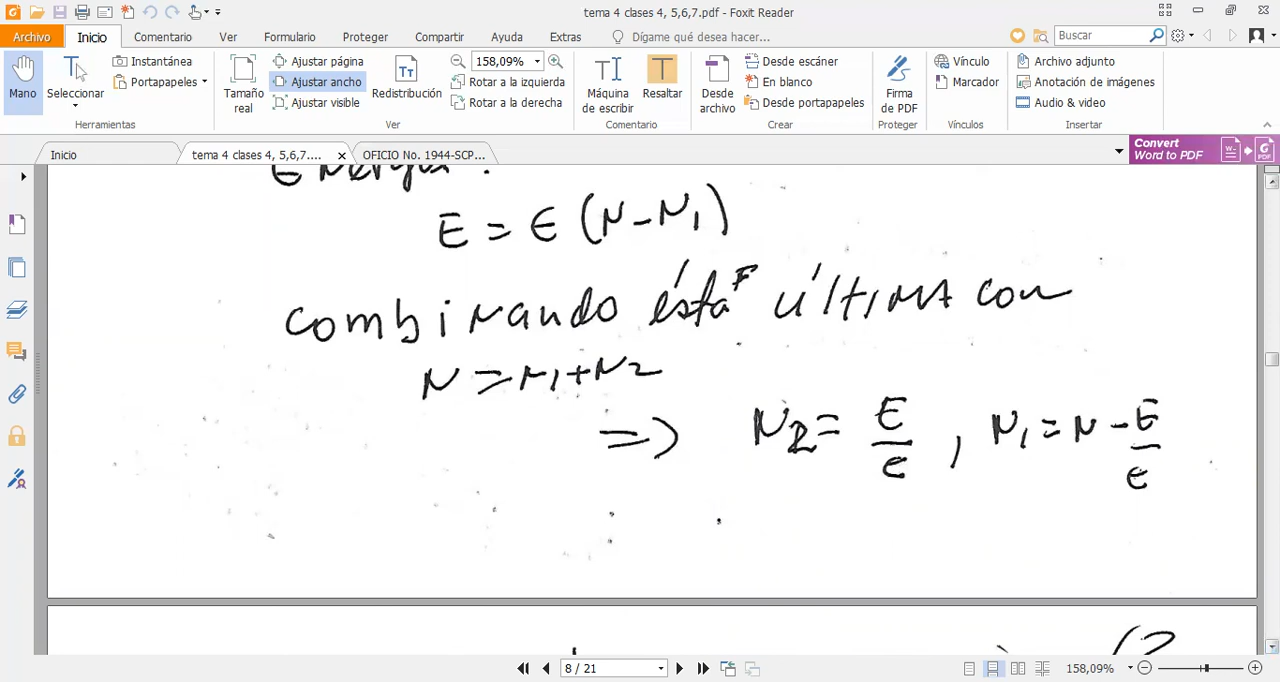 tema 4 clases 4, 5,6,7.pdf - Foxit Reader
Archivo Inicio Comentario Ver Formulario Proteger Compartir Ayuda Extras Dígame qué desea hacer... Buscar
Mano
Seleccionar
Instantánea
Portapapeles
Herramientas
Tamaño real
Ajustar página
Ajustar ancho
Ajustar visible
Redistribución
158,09%
Rotar a la izquierda
Rotar a la derecha
Ver
Máquina de escribir
Resaltar
Comentario
Desde archivo
Desde escáner
En blanco
Desde portapapeles
Crear
Firma de PDF
Proteger
Vínculo
Marcador
Vínculos
Archivo adjunto
Anotación de imágenes
Audio & video
Insertar
Inicio tema 4 clases 4, 5,6,7.... OFICIO No. 1944-SCP...
Convert
Word to PDF
Energía:
E = ϵ (N - N1)
combinando ésta última con
N = N1 + N2
=> N2 = E/ϵ , N1 = N - E/ϵ
8 / 21 158,09%